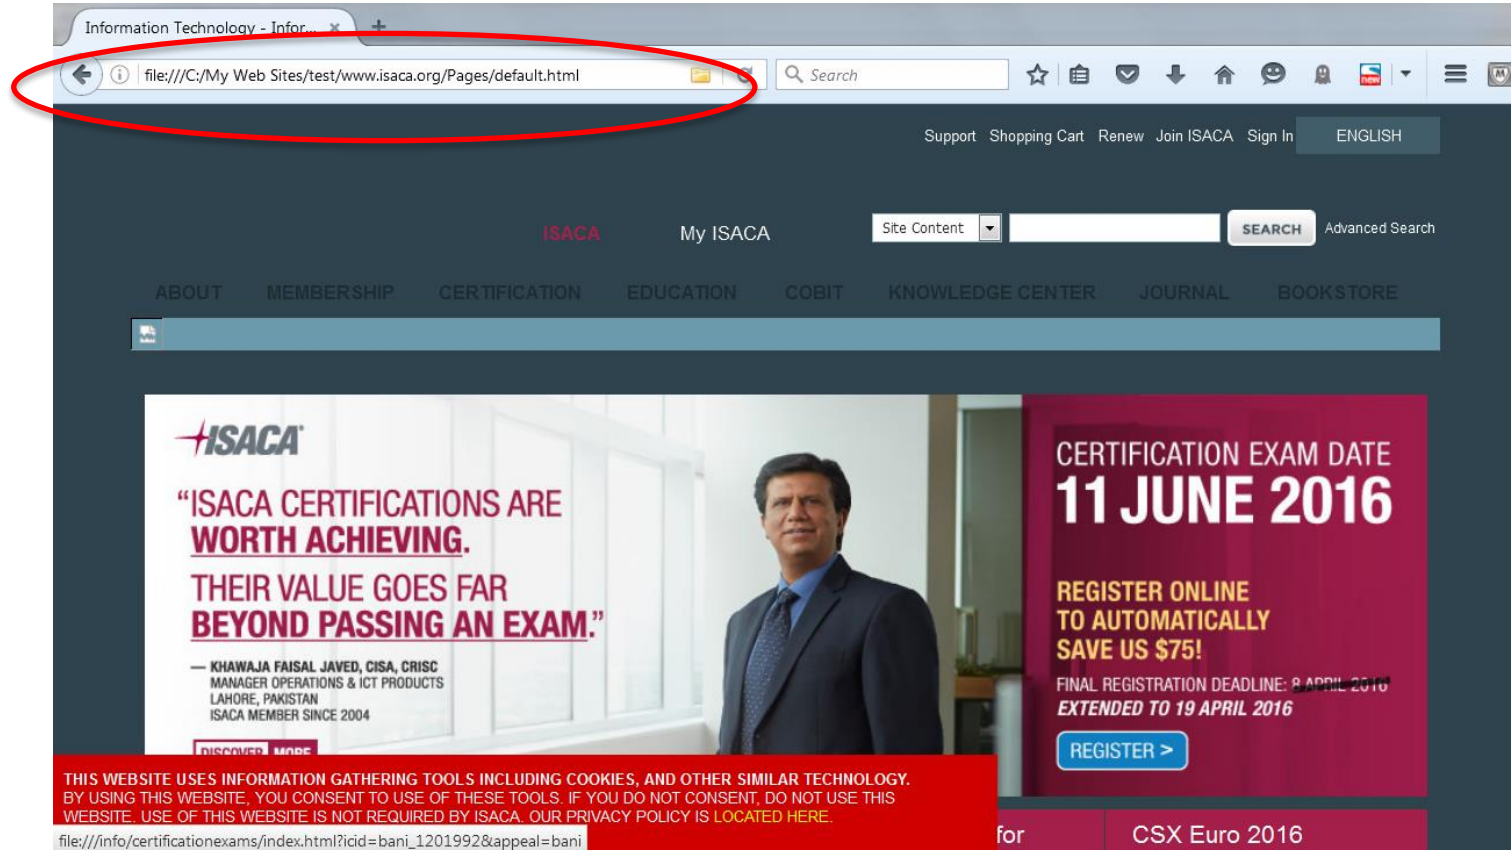 Information Technology - Infor...
file:///C:/My Web Sites/test/www.isaca.org/Pages/default.html
Search
new
Support Shopping Cart Renew Join ISACA Sign In ENGLISH
ISACA My ISACA Site Content SEARCH Advanced Search
ABOUT MEMBERSHIP CERTIFICATION EDUCATION COBIT KNOWLEDGE CENTER JOURNAL BOOKSTORE
ISACA®
“ISACA CERTIFICATIONS ARE
WORTH ACHIEVING.
THEIR VALUE GOES FAR
BEYOND PASSING AN EXAM.”
— KHAWAJA FAISAL JAVED, CISA, CRISC
MANAGER OPERATIONS & ICT PRODUCTS
LAHORE, PAKISTAN
ISACA MEMBER SINCE 2004
DISCOVER MORE
CERTIFICATION EXAM DATE
11 JUNE 2016
REGISTER ONLINE
TO AUTOMATICALLY
SAVE US $75!
FINAL REGISTRATION DEADLINE: 8 APRIL 2016
EXTENDED TO 19 APRIL 2016
REGISTER >
THIS WEBSITE USES INFORMATION GATHERING TOOLS INCLUDING COOKIES, AND OTHER SIMILAR TECHNOLOGY.
BY USING THIS WEBSITE, YOU CONSENT TO USE OF THESE TOOLS. IF YOU DO NOT CONSENT, DO NOT USE THIS
WEBSITE. USE OF THIS WEBSITE IS NOT REQUIRED BY ISACA. OUR PRIVACY POLICY IS LOCATED HERE.
file:///info/certificationexams/index.html?icid=bani_1201992&appeal=bani
for
CSX Euro 2016